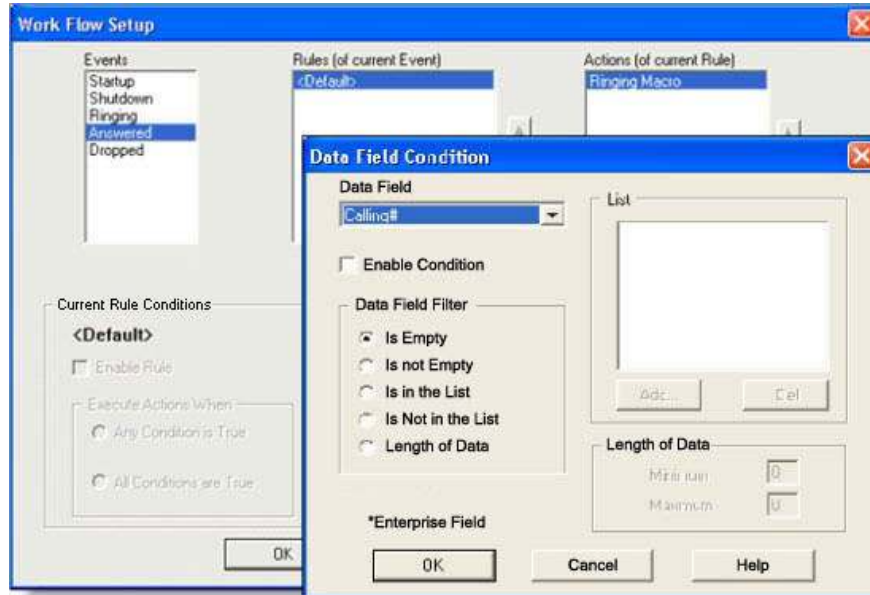 Work Flow Setup
Events
Startup
Shutdown
Ringing
Answered
Dropped
Rules (of current Event)
<Default>
Actions (of current Rule)
Ringing Macro
Current Rule Conditions
<Default>
Enable Rule
Execute Actions When
Any Condition is True
All Conditions are True
OK
Data Field Condition
Data Field
Calling#
Enable Condition
Data Field Filter
Is Empty
Is not Empty
Is in the List
Is Not in the List
Length of Data
*Enterprise Field
List
Add...
Del
Length of Data
Minimum 0
Maximum 0
OK Cancel Help